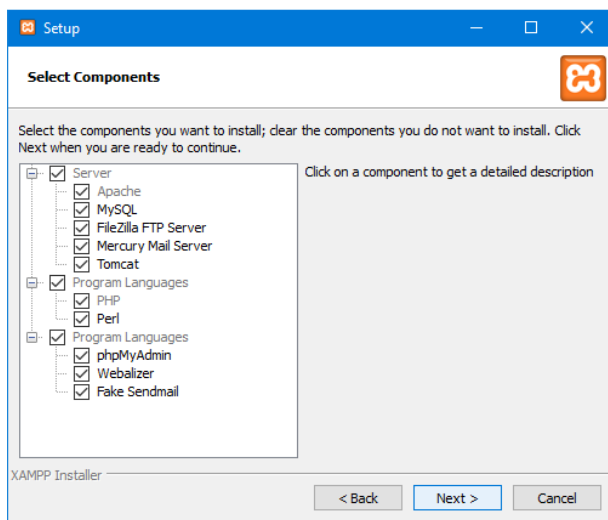 Setup
Select Components
Select the components you want to install; clear the components you do not want to install. Click
Next when you are ready to continue.
Server
Apache
MySQL
FileZilla FTP Server
Mercury Mail Server
Tomcat
Program Languages
PHP
Perl
Program Languages
phpMyAdmin
Webalizer
Fake Sendmail
Click on a component to get a detailed description
XAMPP Installer
< Back
Next >
Cancel